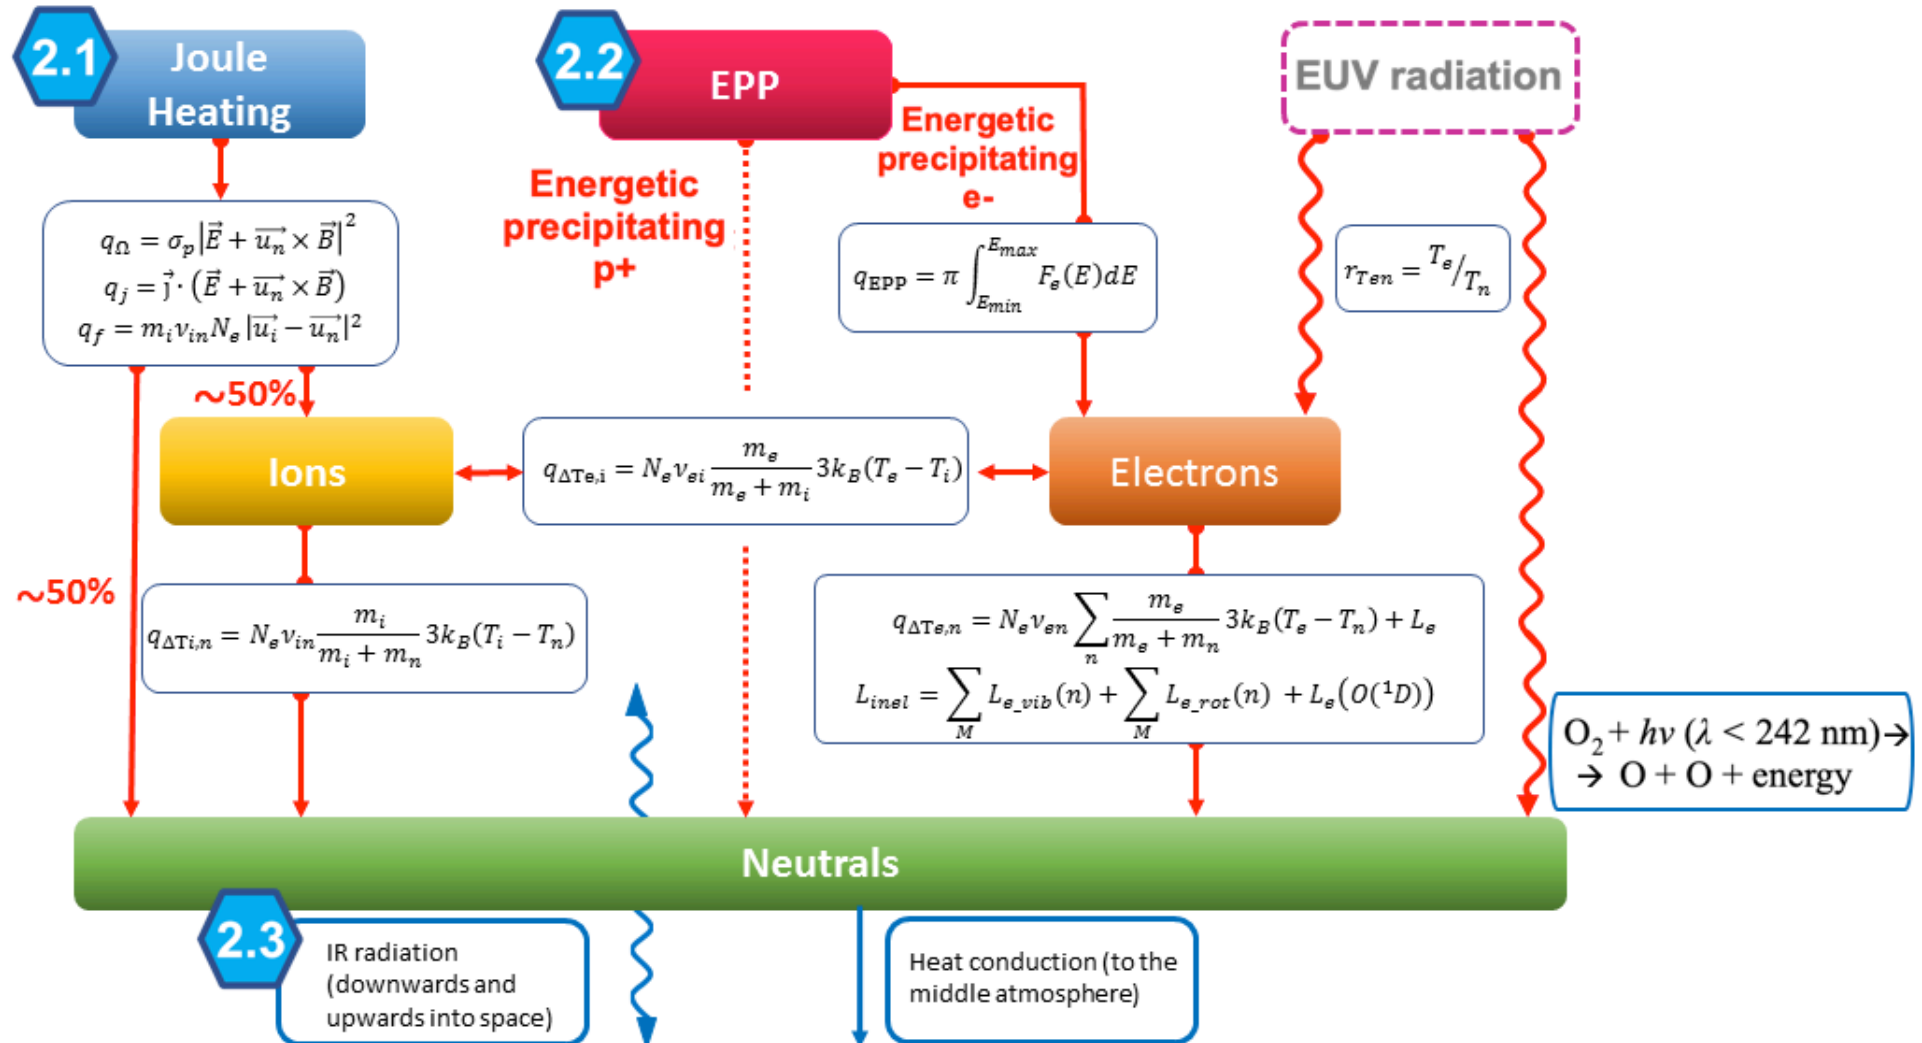 2.1
Joule
Heating
2.2
EPP
EUV radiation
Energetic
precipitating
e-
Energetic
precipitating
p+
q_Ω = σ_p|E⃗ + u_n⃗ × B⃗|²
q_j = j⃗ · (E⃗ + u_n⃗ × B⃗)
q_f = m_i ν_in N_e |u_i⃗ − u_n⃗|²
q_EPP = π ∫_{E_min}^{E_max} F_e(E)dE
r_Ten = T_e/T_n
~50%
Ions
q_ΔTe,i = N_e ν_ei m_e/(m_e + m_i) 3k_B(T_e − T_i)
Electrons
~50%
q_ΔTi,n = N_e ν_in m_i/(m_i + m_n) 3k_B(T_i − T_n)
q_ΔTe,n = N_e ν_en ∑_n m_e/(m_e + m_n) 3k_B(T_e − T_n) + L_e
L_inel = ∑_M L_e_vib(n) + ∑_M L_e_rot(n) + L_e(O(¹D))
O₂ + hν (λ < 242 nm)→
→ O + O + energy
Neutrals
2.3
IR radiation
(downwards and
upwards into space)
Heat conduction (to the
middle atmosphere)